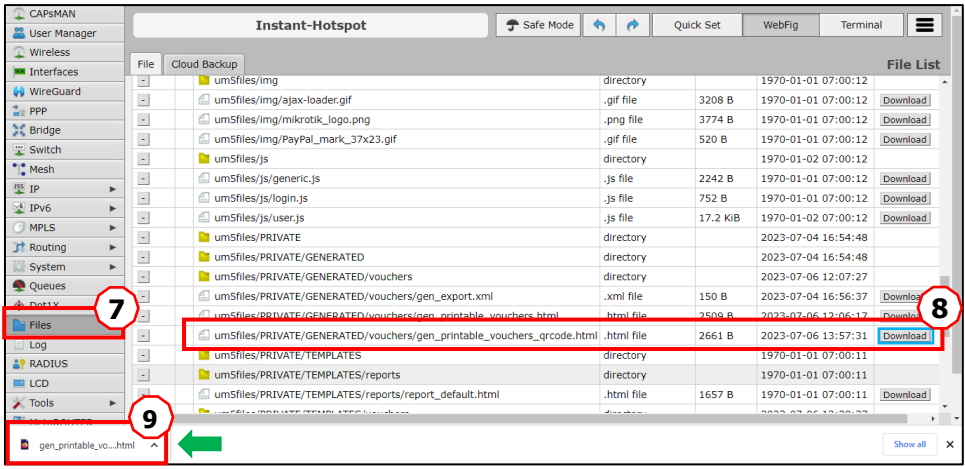 CAPsMAN
User Manager
Wireless
Interfaces
WireGuard
PPP
Bridge
Switch
Mesh
IP
IPv6
MPLS
Routing
System
Queues
Dot1X
Files
Log
RADIUS
LCD
Tools
Instant-Hotspot
Safe Mode
Quick Set
WebFig
Terminal
File
Cloud Backup
File List
- um5files/img directory 1970-01-01 07:00:12
- um5files/img/ajax-loader.gif .gif file 3208 B 1970-01-01 07:00:12 Download
- um5files/img/mikrotik_logo.png .png file 3774 B 1970-01-01 07:00:12 Download
- um5files/img/PayPal_mark_37x23.gif .gif file 520 B 1970-01-01 07:00:12 Download
- um5files/js directory 1970-01-02 07:00:12
- um5files/js/generic.js .js file 2242 B 1970-01-01 07:00:12 Download
- um5files/js/login.js .js file 752 B 1970-01-01 07:00:12 Download
- um5files/js/user.js .js file 17.2 KiB 1970-01-02 07:00:12 Download
- um5files/PRIVATE directory 2023-07-04 16:54:48
- um5files/PRIVATE/GENERATED directory 2023-07-04 16:54:48
- um5files/PRIVATE/GENERATED/vouchers directory 2023-07-06 12:07:27
- um5files/PRIVATE/GENERATED/vouchers/gen_export.xml .xml file 150 B 2023-07-04 16:56:37
- um5files/PRIVATE/GENERATED/vouchers/gen_printable_vouchers.html .html file 2509 B 2023-07-06 12:06:17
- um5files/PRIVATE/GENERATED/vouchers/gen_printable_vouchers_qrcode.html .html file 2661 B 2023-07-06 13:57:31 Download
- um5files/PRIVATE/TEMPLATES directory 1970-01-01 07:00:11
- um5files/PRIVATE/TEMPLATES/reports directory 1970-01-01 07:00:11
- um5files/PRIVATE/TEMPLATES/reports/report_default.html .html file 1657 B 1970-01-01 07:00:11 Download
7
8
9
gen_printable_vo....html
Show all